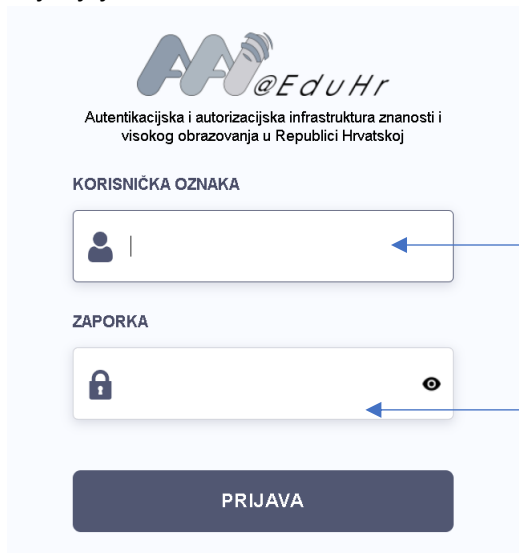 AAI@EduHr
Autentikacijska i autorizacijska infrastruktura znanosti i
visokog obrazovanja u Republici Hrvatskoj
KORISNIČKA OZNAKA
ZAPORKA
PRIJAVA